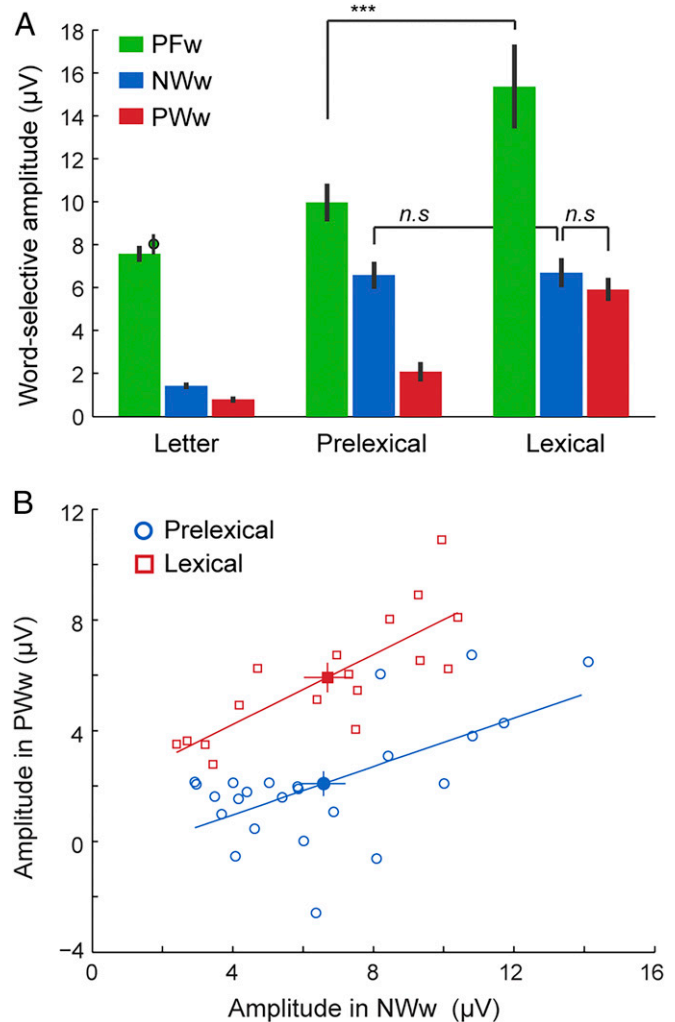 A
***
18
PFw
16
NWw
14
PWw
12
10
n.s
n.s
8
6
4
2
0
Word-selective amplitude (µV)
Letter Prelexical Lexical
B
12
Prelexical
Lexical
8
4
0
−4
Amplitude in PWw (µV)
0 4 8 12 16
Amplitude in NWw (µV)